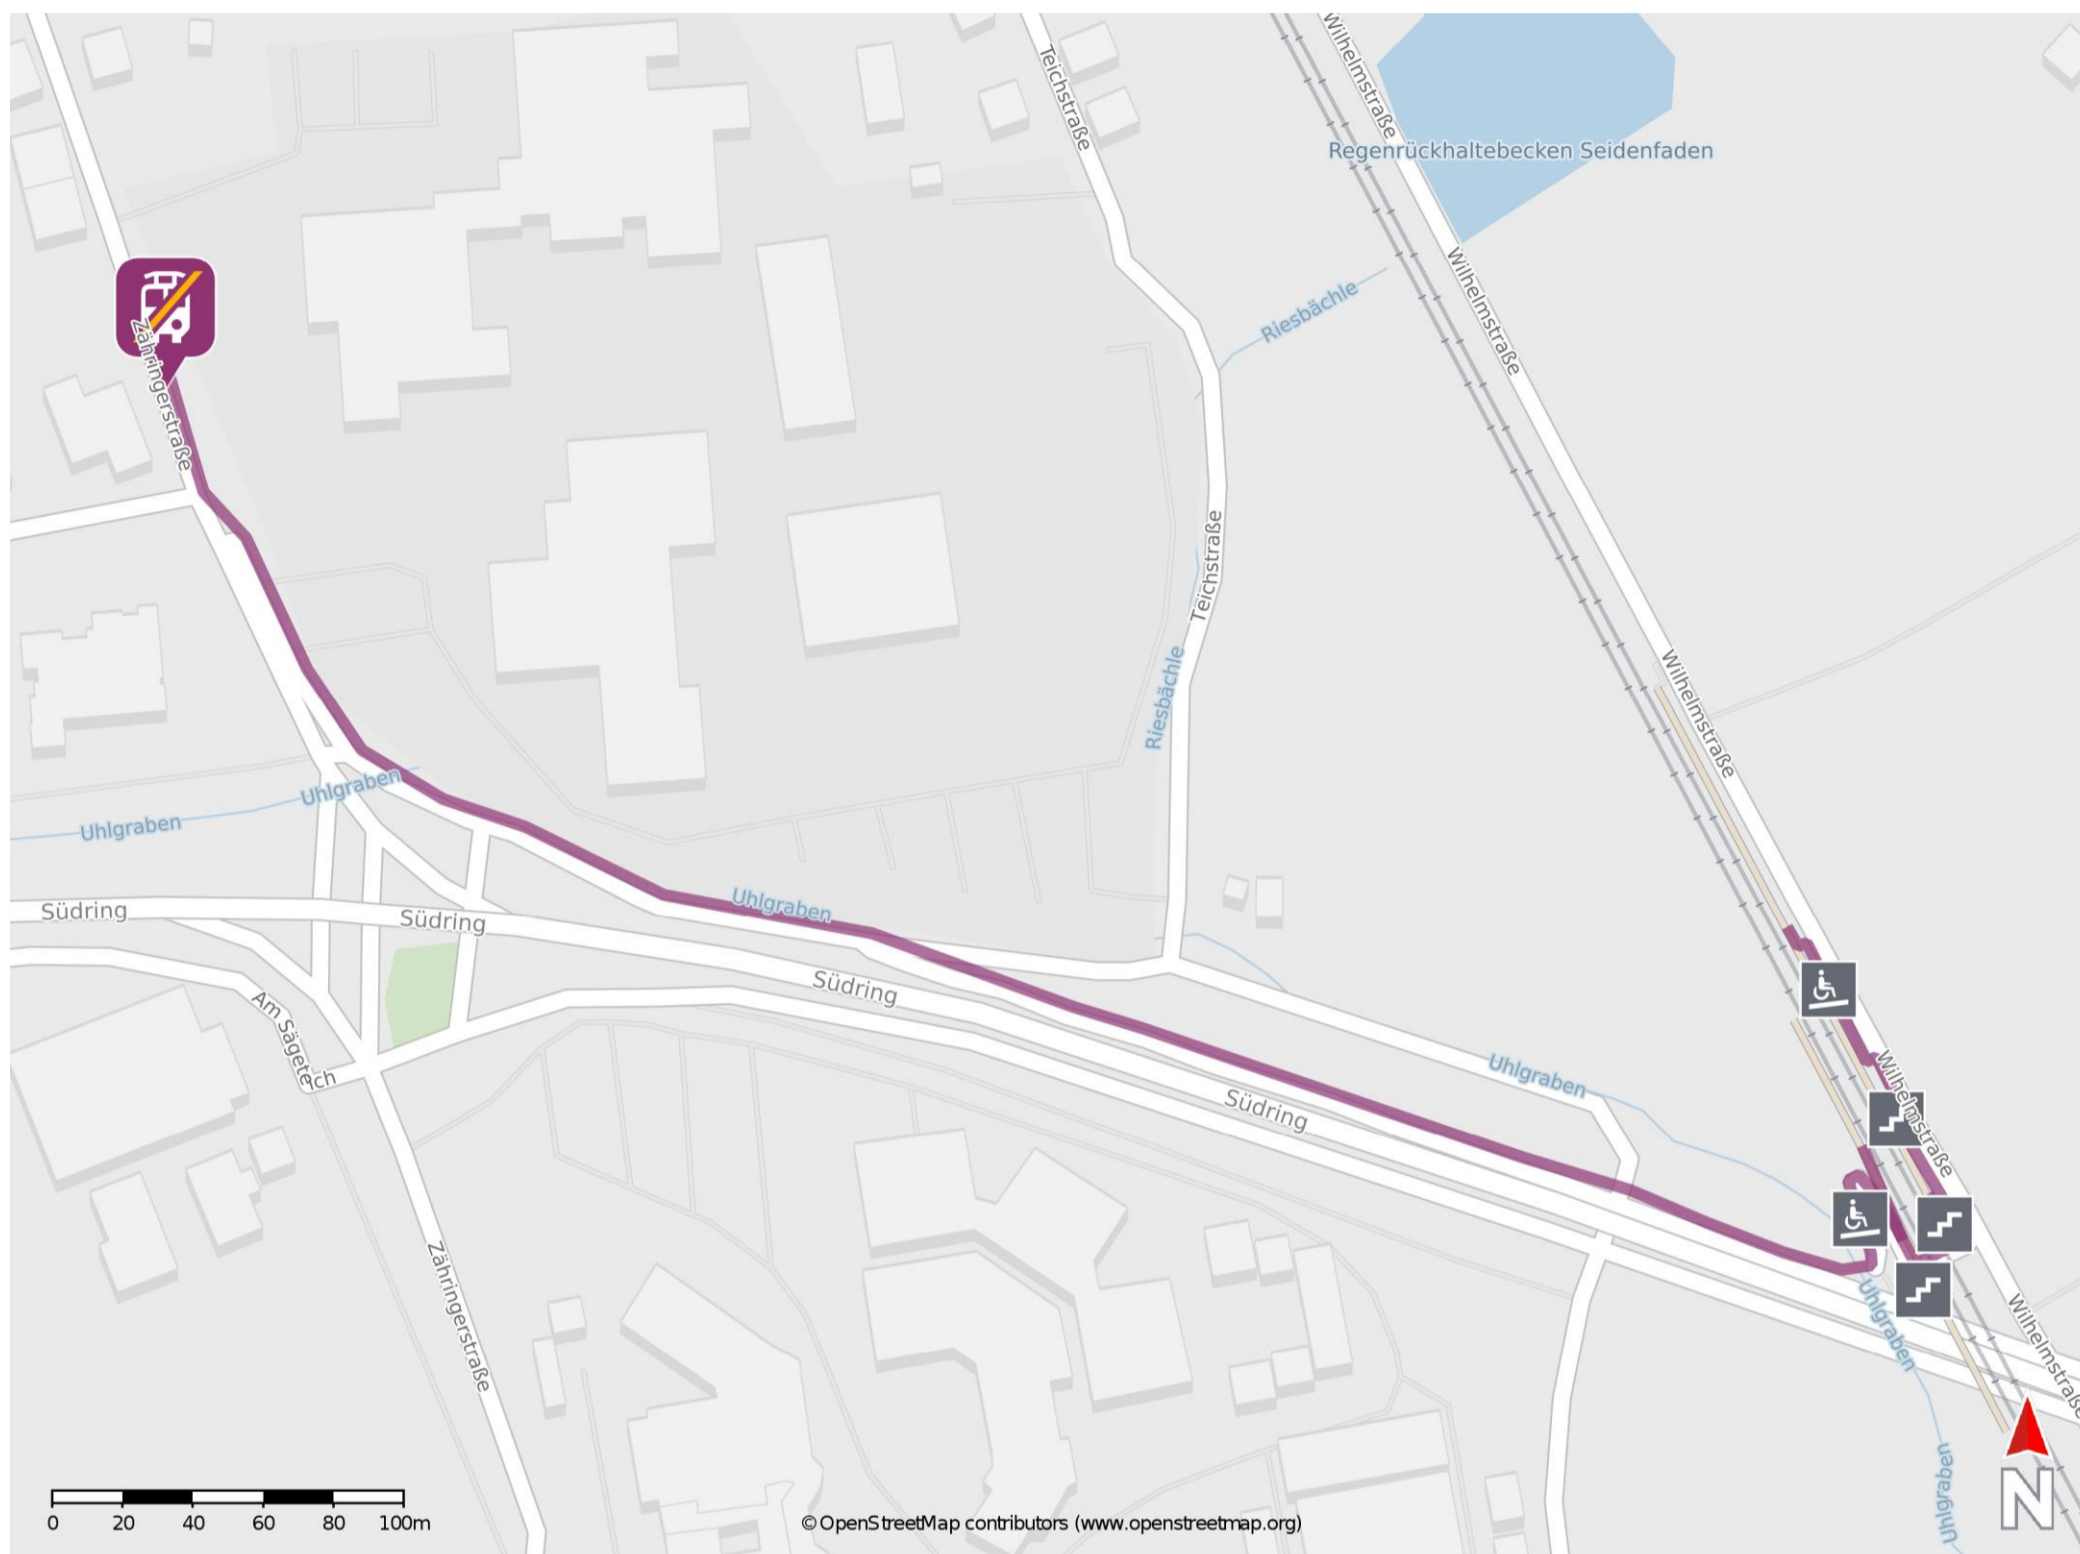 Wilhelmstraße
Teichstraße
Regenrückhaltebecken Seidenfaden
Wilhelmstraße
Riesbächle
Zähringerstraße
Teichstraße
Riesbächle
Wilhelmstraße
Uhlgraben
Uhlgraben
Uhlgraben
Südring
Südring
Südring
Am Sägeteich
Uhlgraben
Südring
Wilhelmstraße
Zähringerstraße
Uhlgraben
Wilhelmstraße
Uhlgraben
N
0 20 40 60 80 100m
©OpenStreetMap contributors (www.openstreetmap.org)